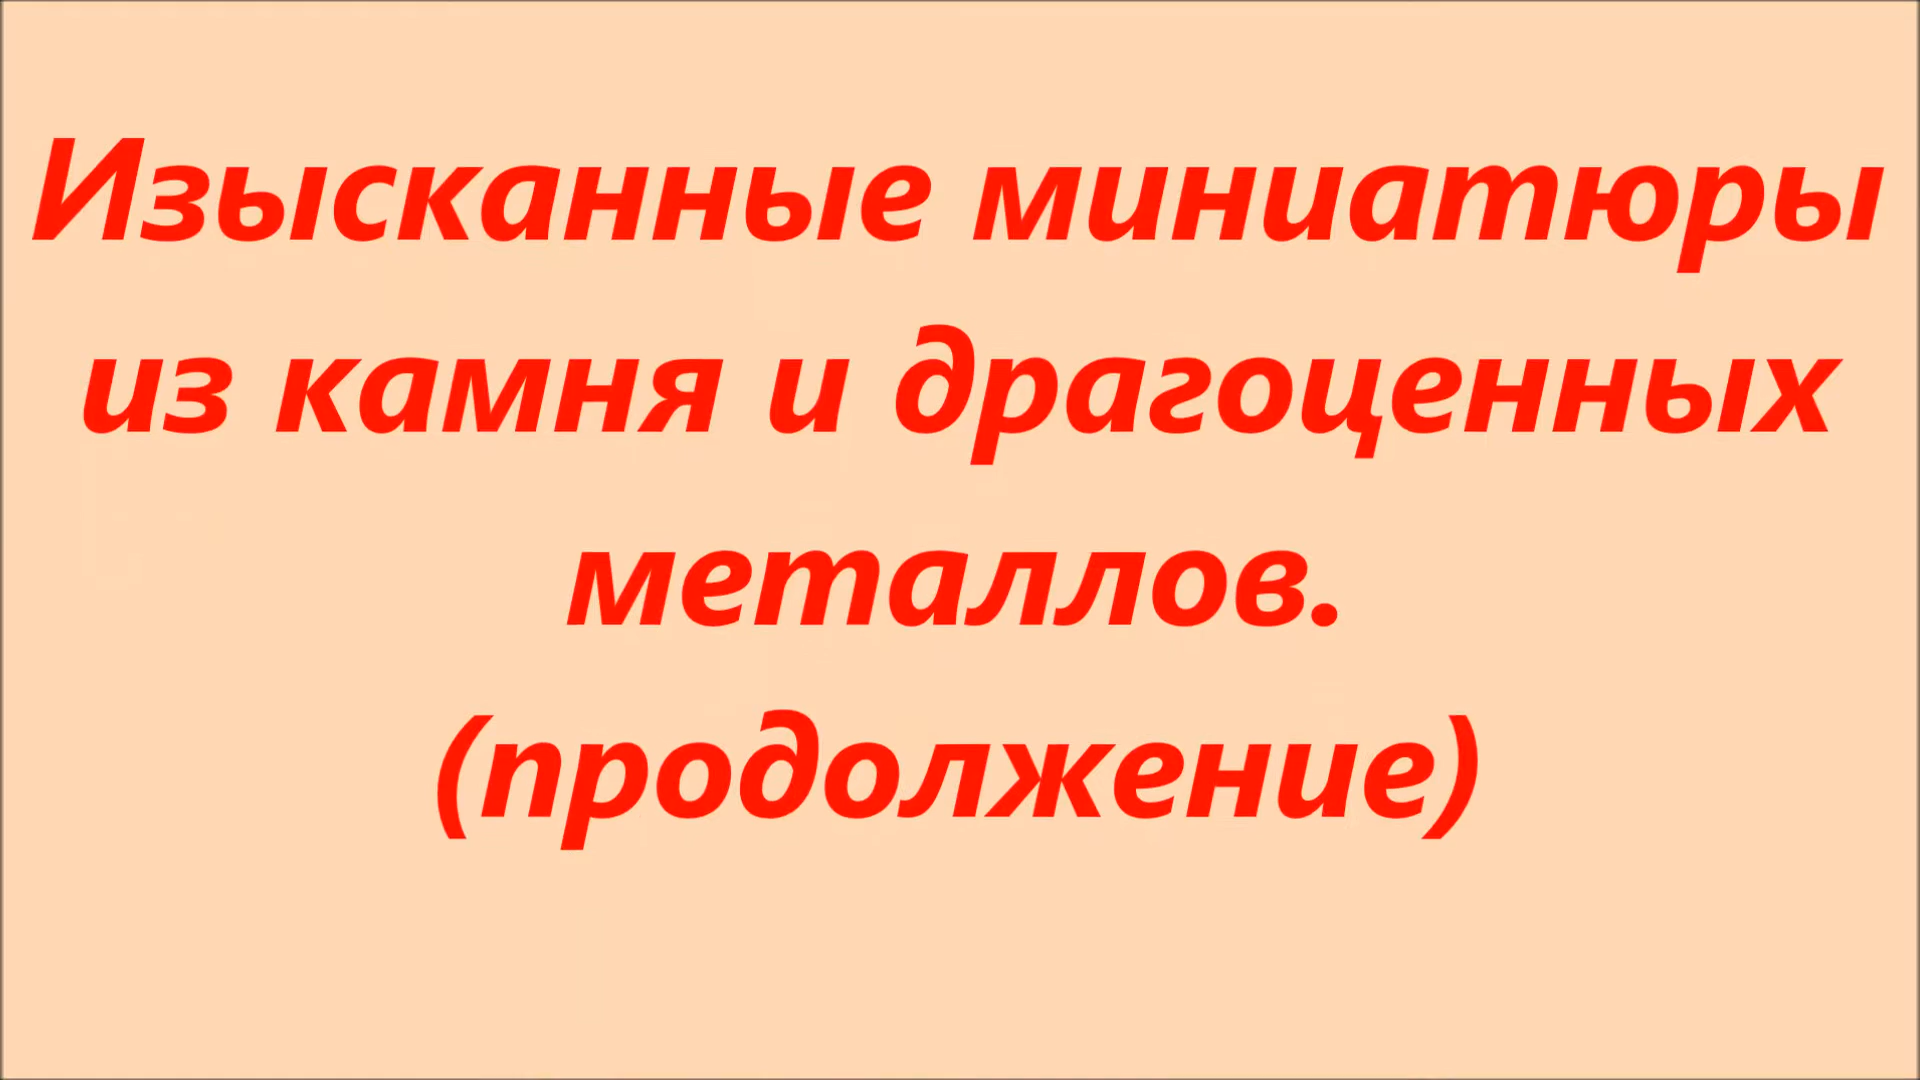 Изысканные миниатюры
из камня и драгоценных
металлов.
(продолжение)